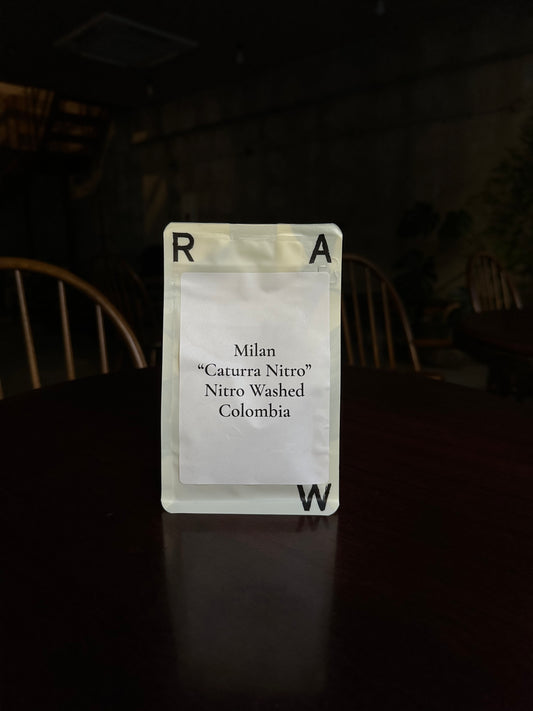 R A
Milan
“Caturra Nitro”
Nitro Washed
Colombia
W